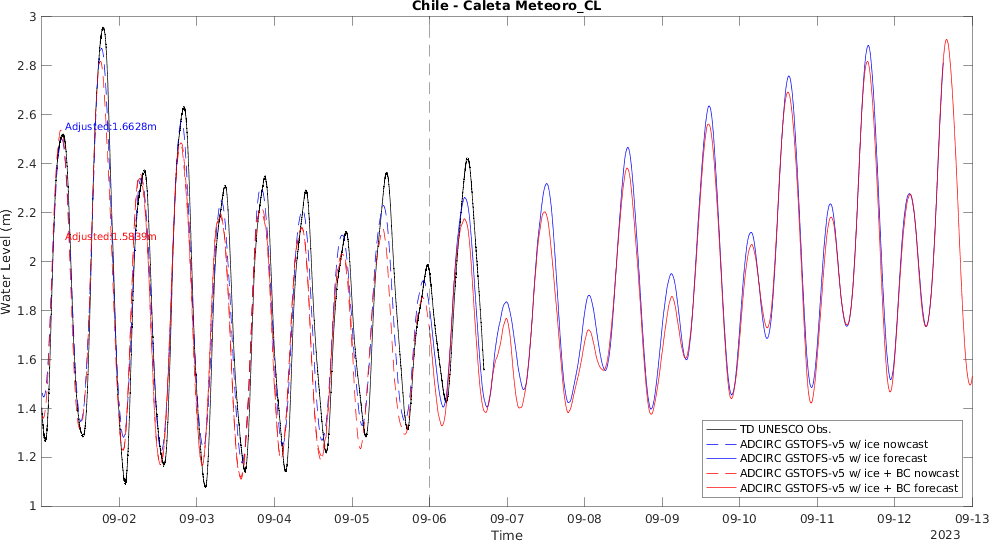 Chile - Caleta Meteoro_CL
3
2.8
2.6
2.4
2.2
2
1.8
1.6
1.4
1.2
1
Water Level (m)
Adjusted:1.6628m
Adjusted:1.5839m
TD UNESCO Obs.
ADCIRC GSTOFS-v5 w/ ice nowcast
ADCIRC GSTOFS-v5 w/ ice forecast
ADCIRC GSTOFS-v5 w/ ice + BC nowcast
ADCIRC GSTOFS-v5 w/ ice + BC forecast
09-02 09-03 09-04 09-05 09-06 09-07 09-08 09-09 09-10 09-11 09-12 09-13
Time
2023